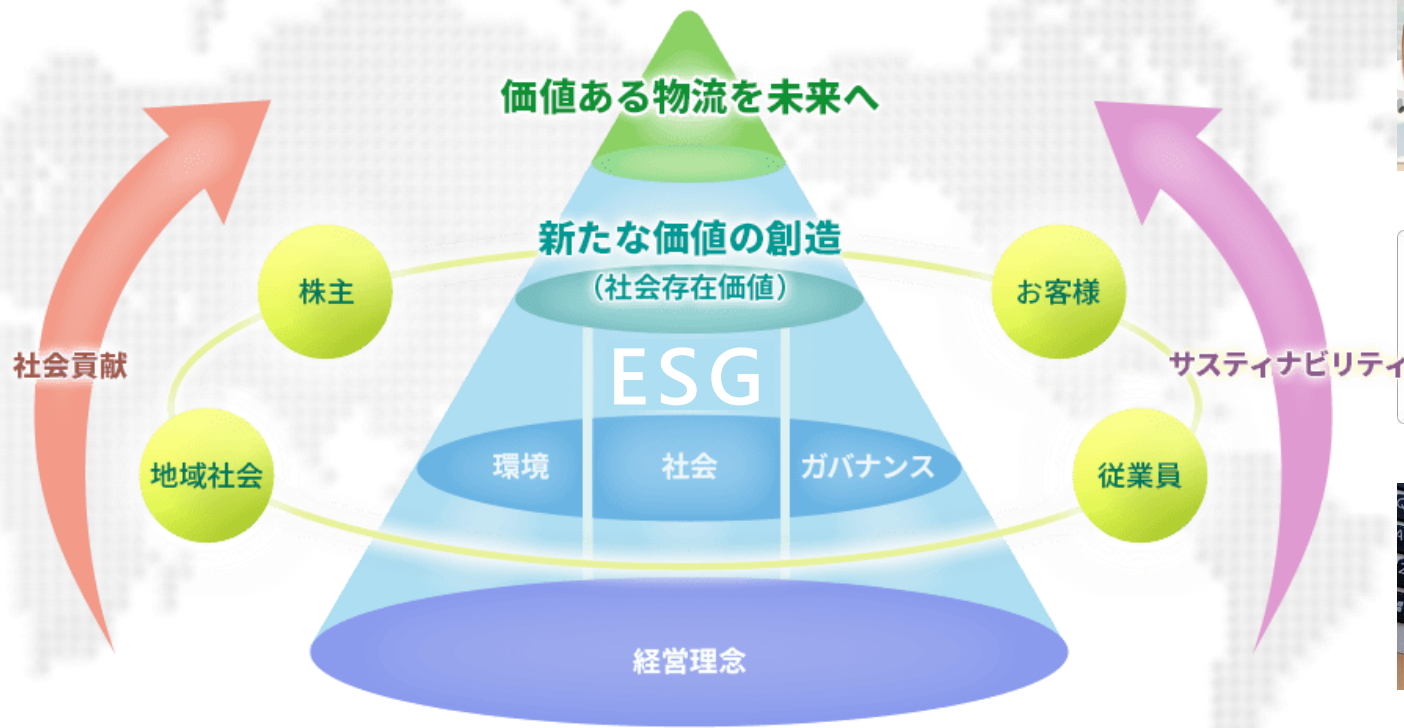 価値ある物流を未来へ
新たな価値の創造
（社会存在価値）
株主
お客様
ESG
社会貢献
サスティナビリティ
環境
社会
ガバナンス
地域社会
従業員
経営理念